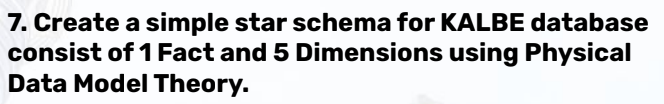 7. Create a simple star schema for KALBE database
consist of 1 Fact and 5 Dimensions using Physical
Data Model Theory.